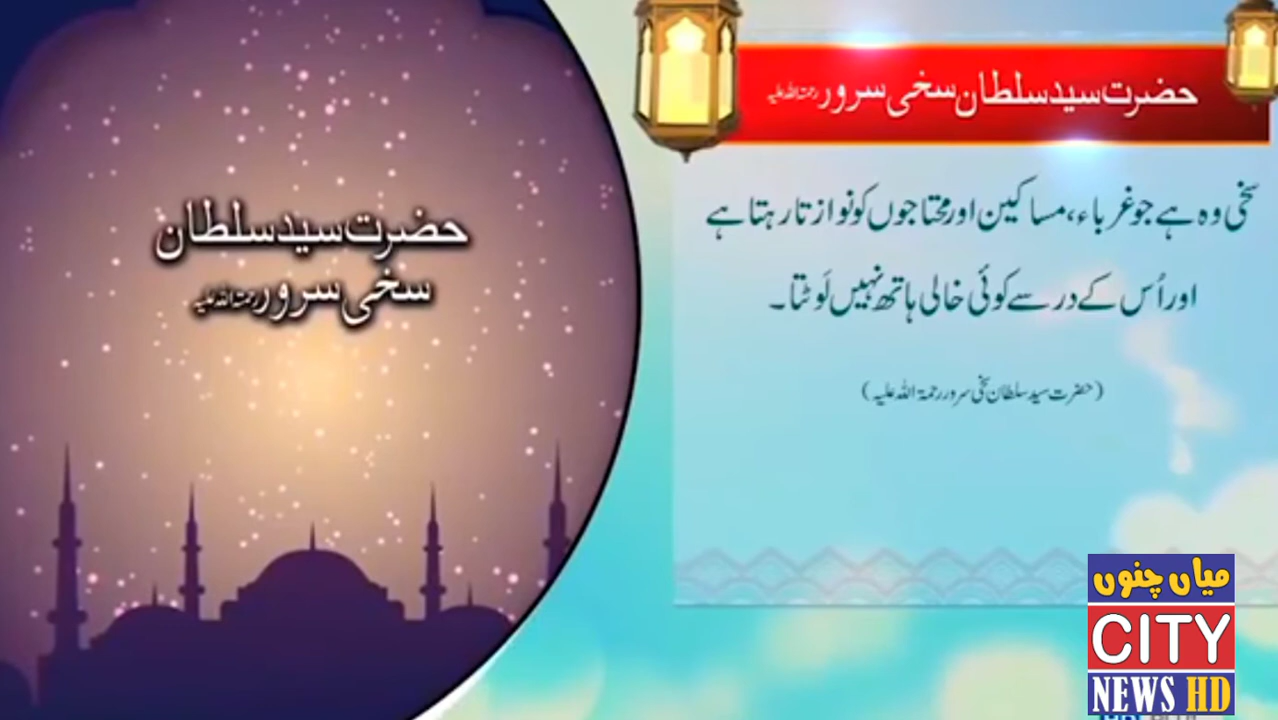 حضرت سید سلطان سخی سرور رحمۃ اللہ علیہ
سخی وہ ہے جو غرباء، مساکین اور محتاجوں کو نوازتا رہتا ہے
اور اُس کے در سے کوئی خالی ہاتھ نہیں لَوٹتا۔
(حضرت سید سلطان سخی سرور رحمۃ اللہ علیہ)
حضرت سید سلطان
سخی سرور رحمۃ اللہ علیہ
میاں چنوں
CITY
NEWS HD